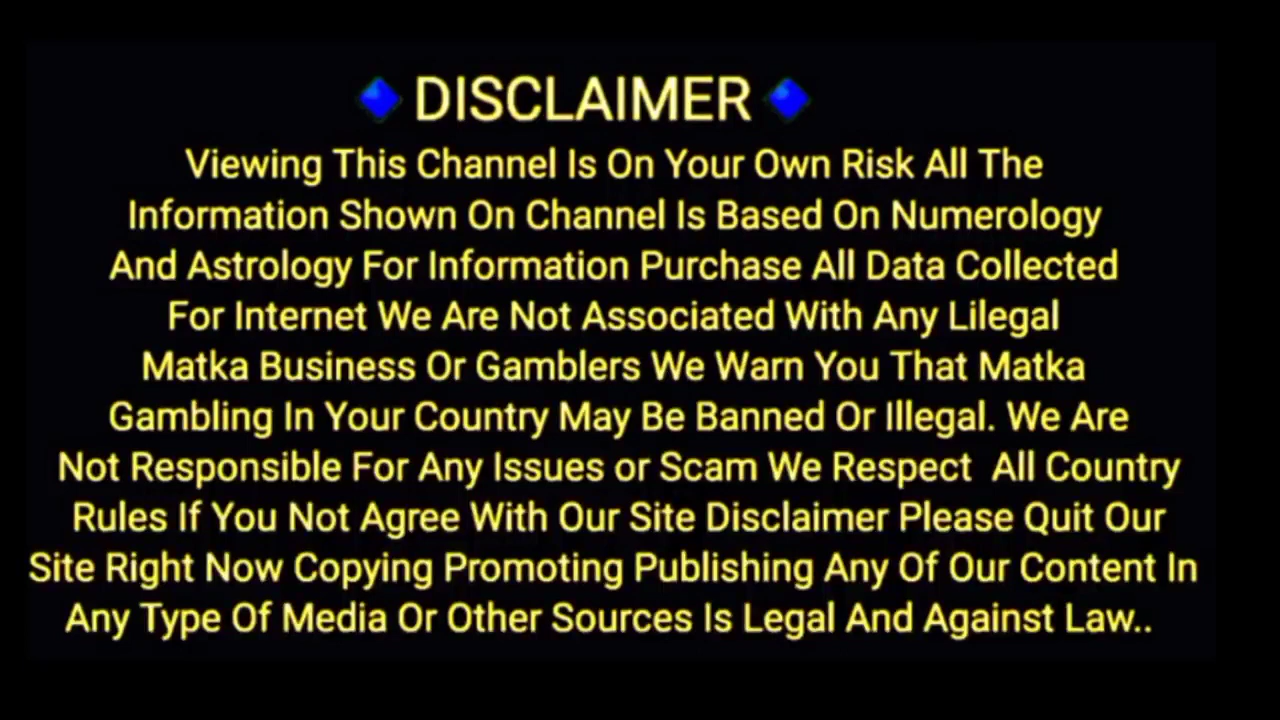 🔹DISCLAIMER🔹
Viewing This Channel Is On Your Own Risk All The
Information Shown On Channel Is Based On Numerology
And Astrology For Information Purchase All Data Collected
For Internet We Are Not Associated With Any Lilegal
Matka Business Or Gamblers We Warn You That Matka
Gambling In Your Country May Be Banned Or Illegal. We Are
Not Responsible For Any Issues or Scam We Respect  All Country
Rules If You Not Agree With Our Site Disclaimer Please Quit Our
Site Right Now Copying Promoting Publishing Any Of Our Content In
Any Type Of Media Or Other Sources Is Legal And Against Law..